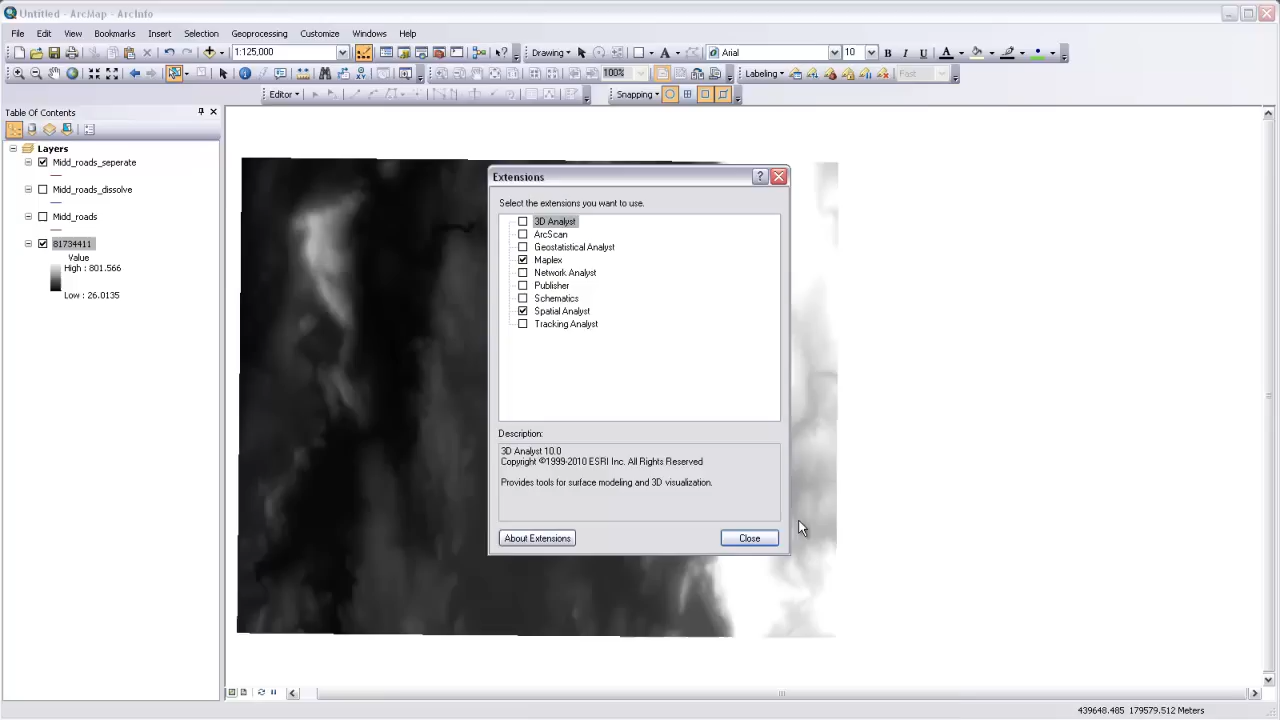 Untitled - ArcMap - ArcInfo
File Edit View Bookmarks Insert Selection Geoprocessing Customize Windows Help
1:125,000 Drawing A Arial 10 B I U A
100% Labeling Fast
Editor Snapping
Table Of Contents
Layers
Midd_roads_seperate
Midd_roads_dissolve
Midd_roads
81734411
Value
High : 801.566
Low : 26.0135
Extensions
Select the extensions you want to use.
3D Analyst
ArcScan
Geostatistical Analyst
Maplex
Network Analyst
Publisher
Schematics
Spatial Analyst
Tracking Analyst
Description:
3D Analyst 10.0
Copyright ©1999-2010 ESRI Inc. All Rights Reserved
Provides tools for surface modeling and 3D visualization.
About Extensions Close
439648.485 179579.512 Meters